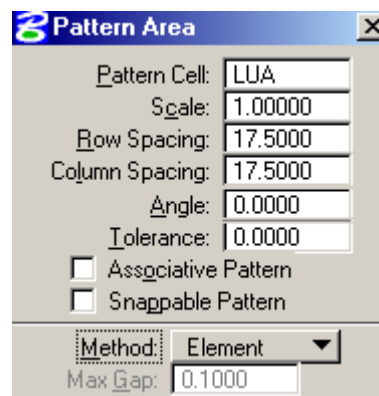 Pattern Area
Pattern Cell: LUA
Scale: 1.00000
Row Spacing: 17.5000
Column Spacing: 17.5000
Angle: 0.0000
Tolerance: 0.0000
Associative Pattern
Snappable Pattern
Method: Element
Max Gap: 0.1000